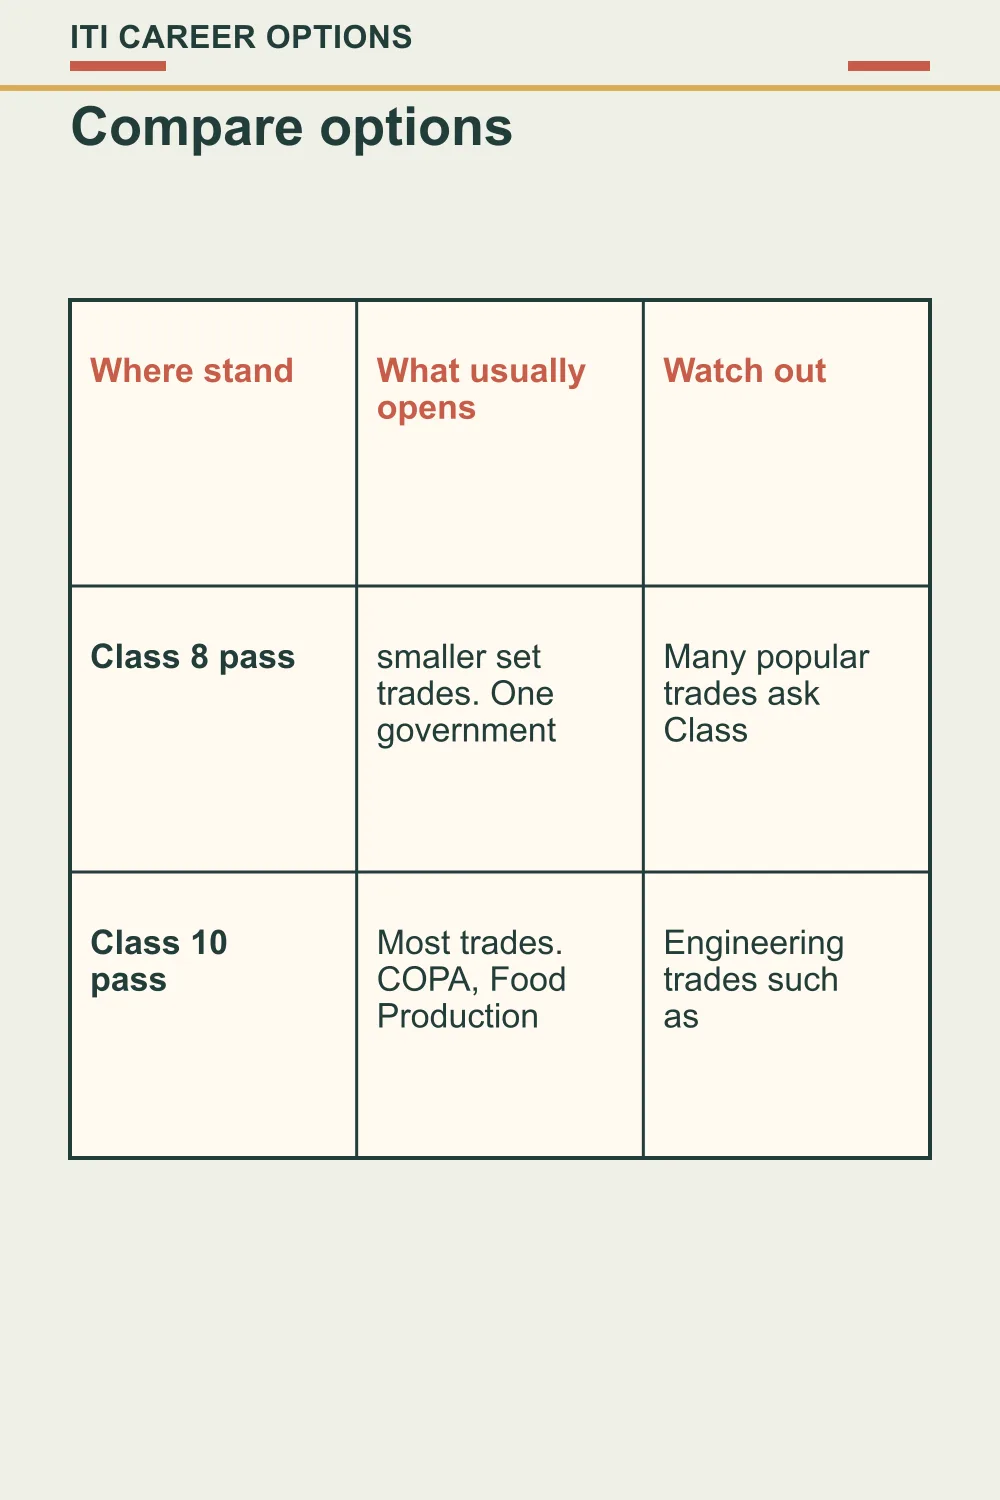 ITI CAREER OPTIONS
Compare options
Where stand
What usually
opens
Watch out
Class 8 pass
smaller set
trades. One
government
Many popular
trades ask
Class
Class 10
pass
Most trades.
COPA, Food
Production
Engineering
trades such
as